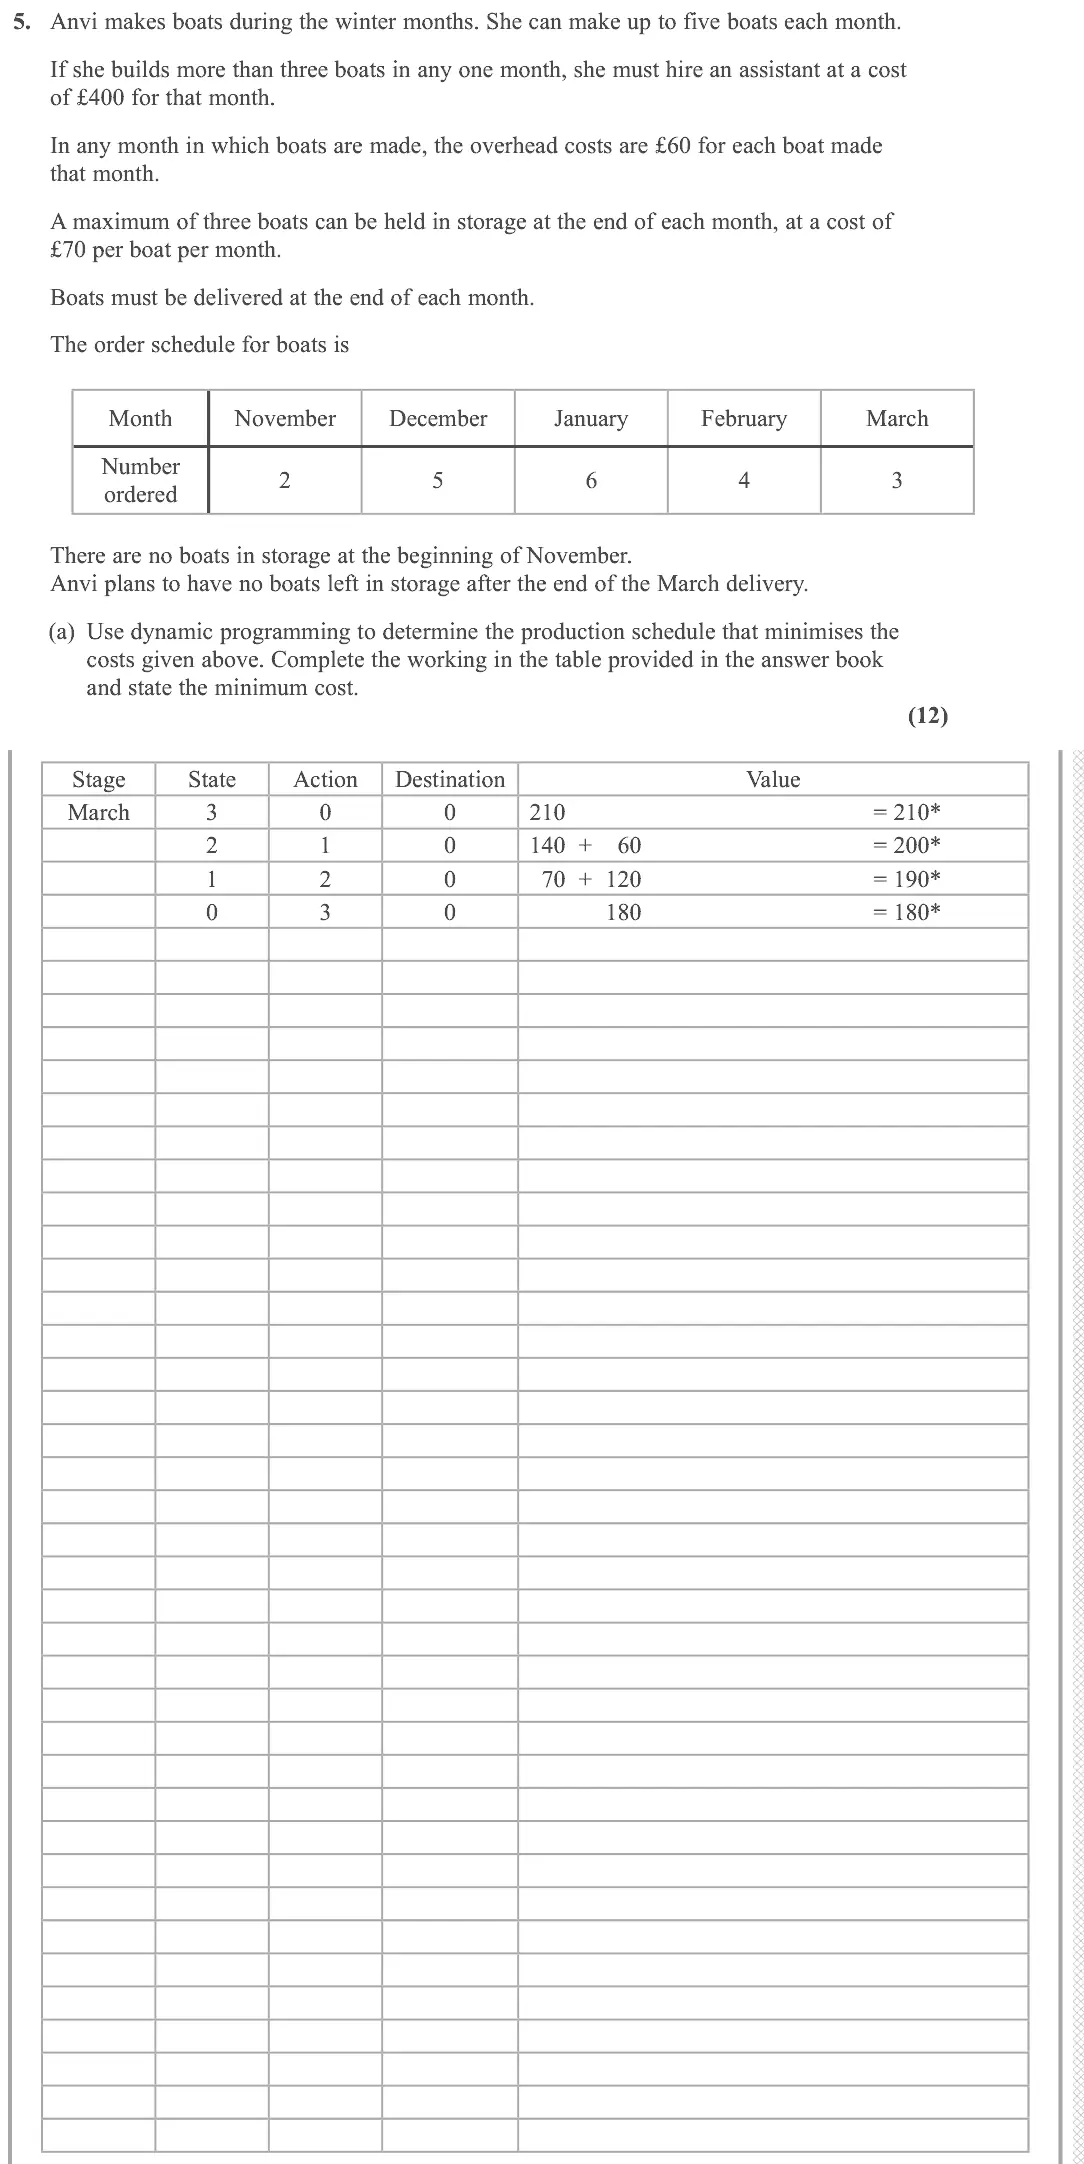 5. Anvi makes boats during the winter months. She can make up to five boats each month.
If she builds more than three boats in any one month, she must hire an assistant at a cost
of £400 for that month.
In any month in which boats are made, the overhead costs are £60 for each boat made
that month.
A maximum of three boats can be held in storage at the end of each month, at a cost of
£70 per boat per month.
Boats must be delivered at the end of each month.
The order schedule for boats is
Month November December January February March
Number ordered 2 5 6 4 3
There are no boats in storage at the beginning of November.
Anvi plans to have no boats left in storage after the end of the March delivery.
(a) Use dynamic programming to determine the production schedule that minimises the
costs given above. Complete the working in the table provided in the answer book
and state the minimum cost.
(12)
Stage State Action Destination Value
March 3 0 0 210 = 210*
2 1 0 140 + 60 = 200*
1 2 0 70 + 120 = 190*
0 3 0 180 = 180*